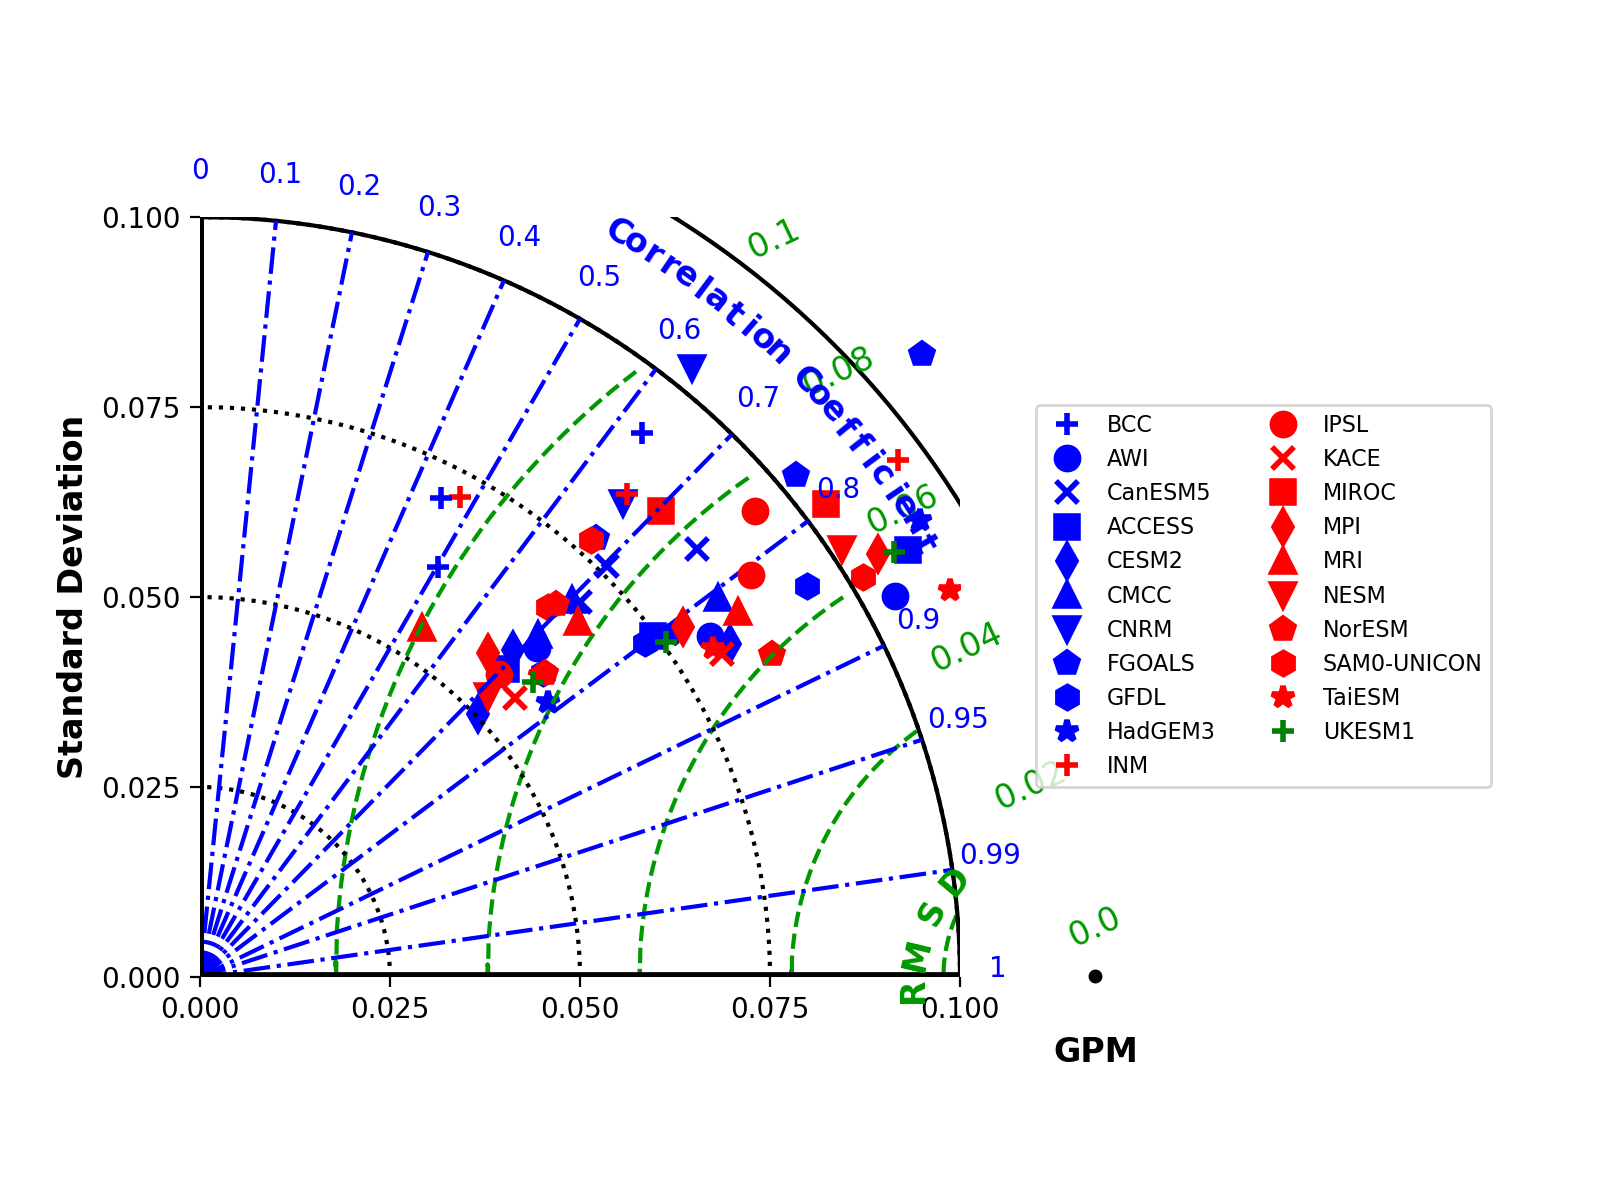 0
0.1
0.2
0.3
0.4
0.5
0.6
0.7
0.8
0.9
0.95
0.99
1
Correlation Coefficient
0.1
0.08
0.06
0.04
0.02
0.0
RMSD
Standard Deviation
0.100
0.075
0.050
0.025
0.000
0.000
0.025
0.050
0.075
0.100
GPM
BCC
AWI
CanESM5
ACCESS
CESM2
CMCC
CNRM
FGOALS
GFDL
HadGEM3
INM
IPSL
KACE
MIROC
MPI
MRI
NESM
NorESM
SAM0-UNICON
TaiESM
UKESM1